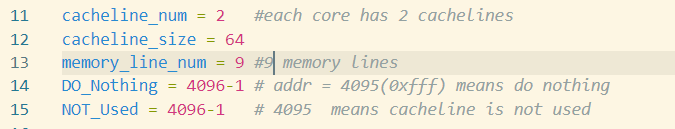 11 cacheline_num = 2 #each core has 2 cachelines
12 cacheline_size = 64
13 memory_line_num = 9 #9 memory lines
14 DO_Nothing = 4096-1 # addr = 4095(0xfff) means do nothing
15 NOT_Used = 4096-1 # 4095 means cacheline is not used